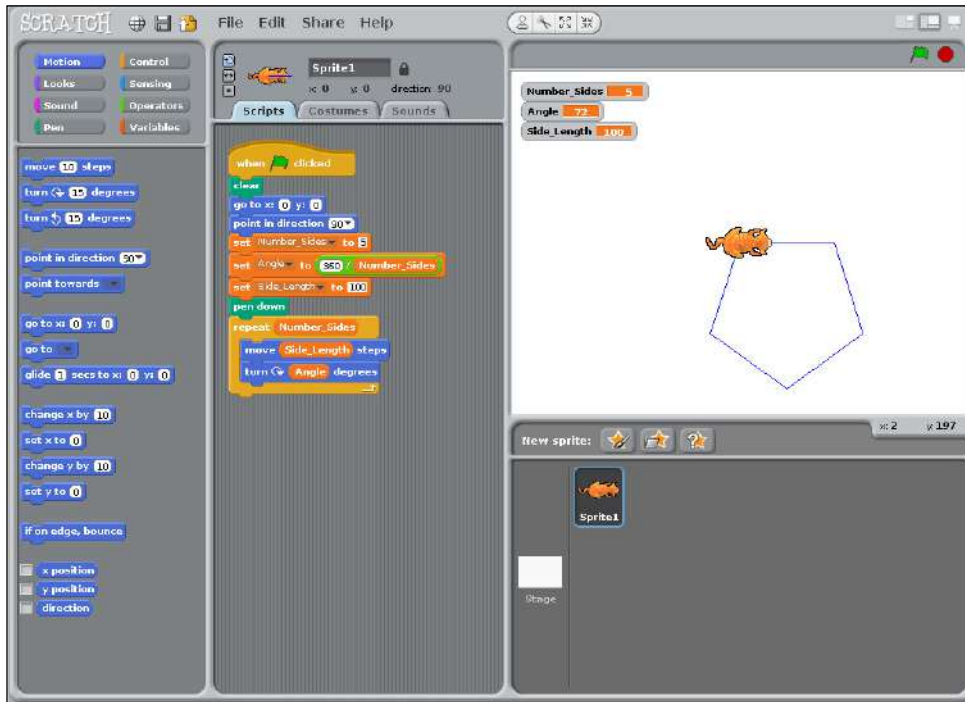 SCRATCH File Edit Share Help
Motion Control
Looks Sensing
Sound Operators
Pen Variables
move 10 steps
turn 15 degrees
turn 15 degrees
point in direction 90
point towards
go to x: 0 y: 0
go to
glide 1 secs to x: 0 y: 0
change x by 10
set x to 0
change y by 10
set y to 0
if on edge, bounce
x position
y position
direction
Sprite1
x: 0 y: 0 direction: 90
Scripts Costumes Sounds
when clicked
clear
go to x: 0 y: 0
point in direction 90
set Number_Sides to 5
set Angle to 360 / Number_Sides
set Side_Length to 100
pen down
repeat Number_Sides
move Side_Length steps
turn Angle degrees
Number_Sides 5
Angle 72
Side_Length 100
x: 2 y: 197
New sprite:
Sprite1
Stage